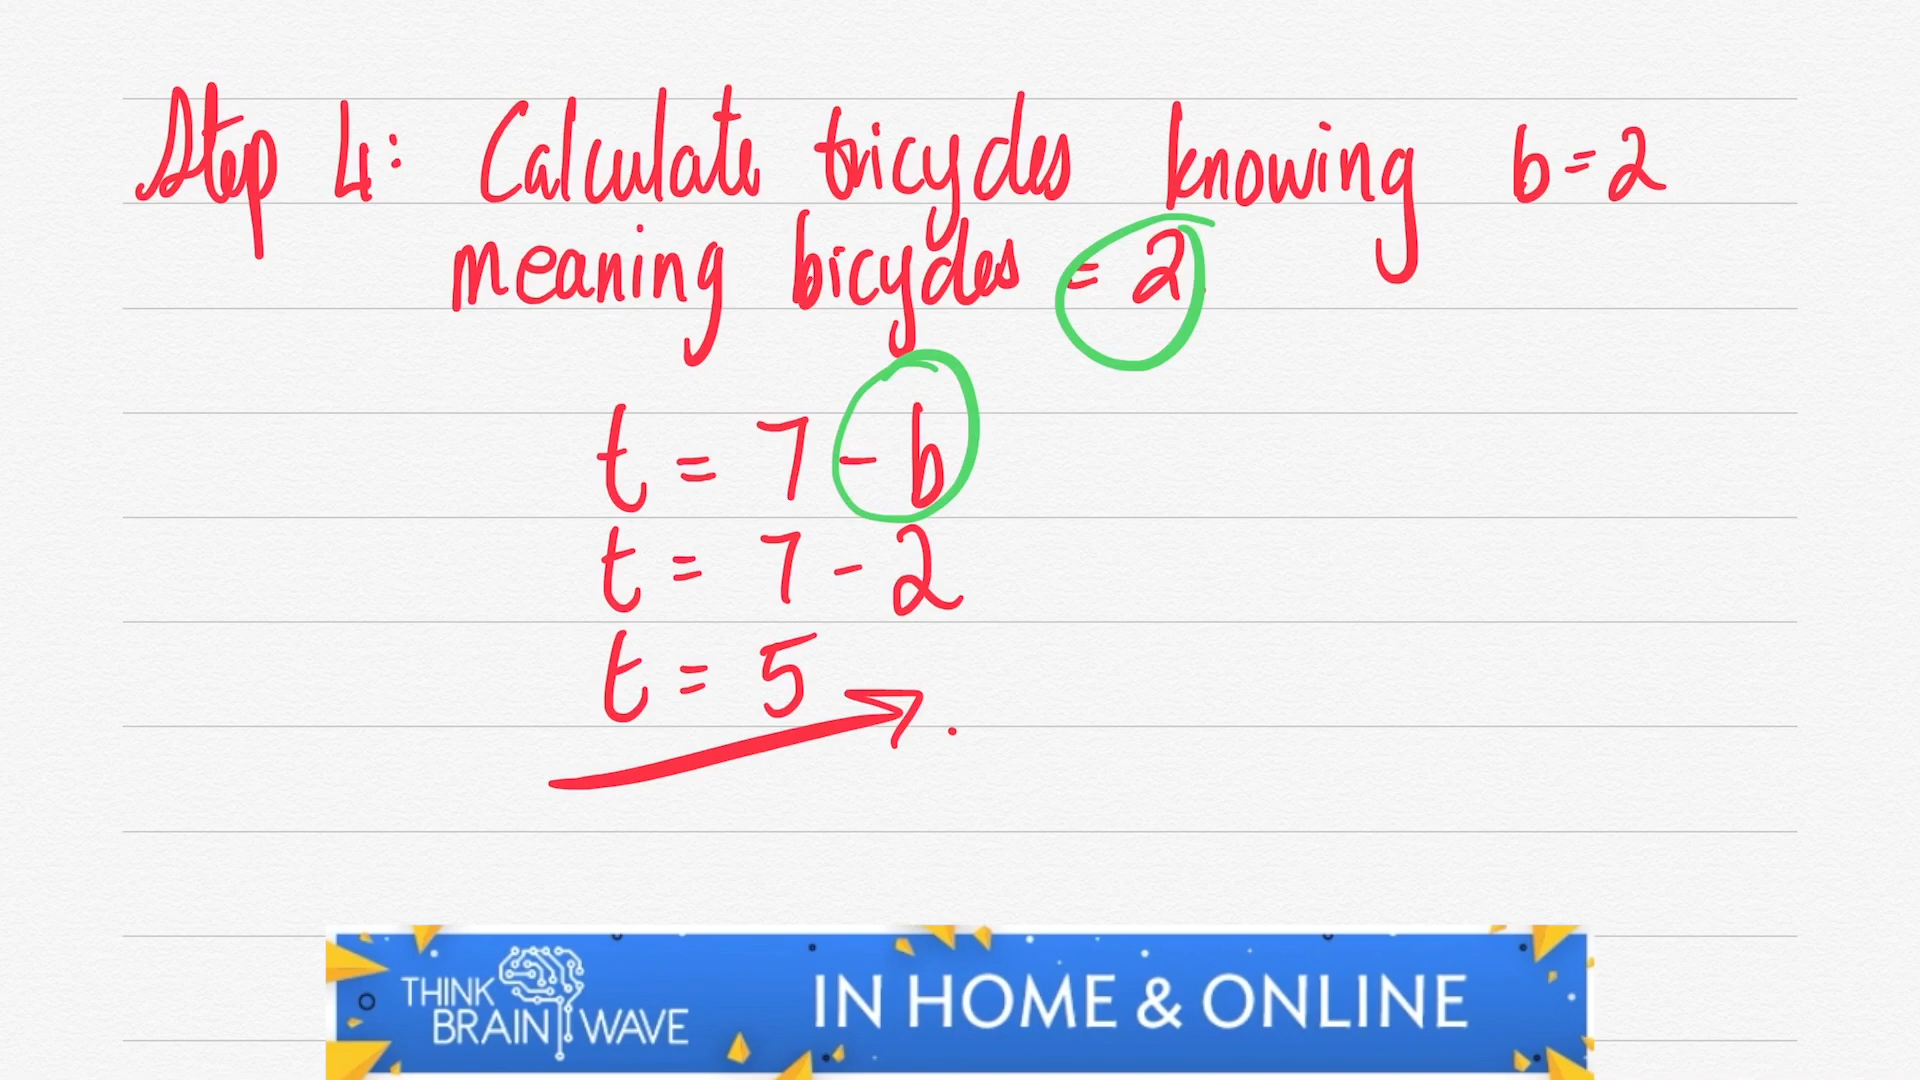 Step 4: Calculate tricycles knowing b = 2
meaning bicycles = 2.
t = 7 - b
t = 7 - 2
t = 5
THINK
BRAIN WAVE
IN HOME & ONLINE